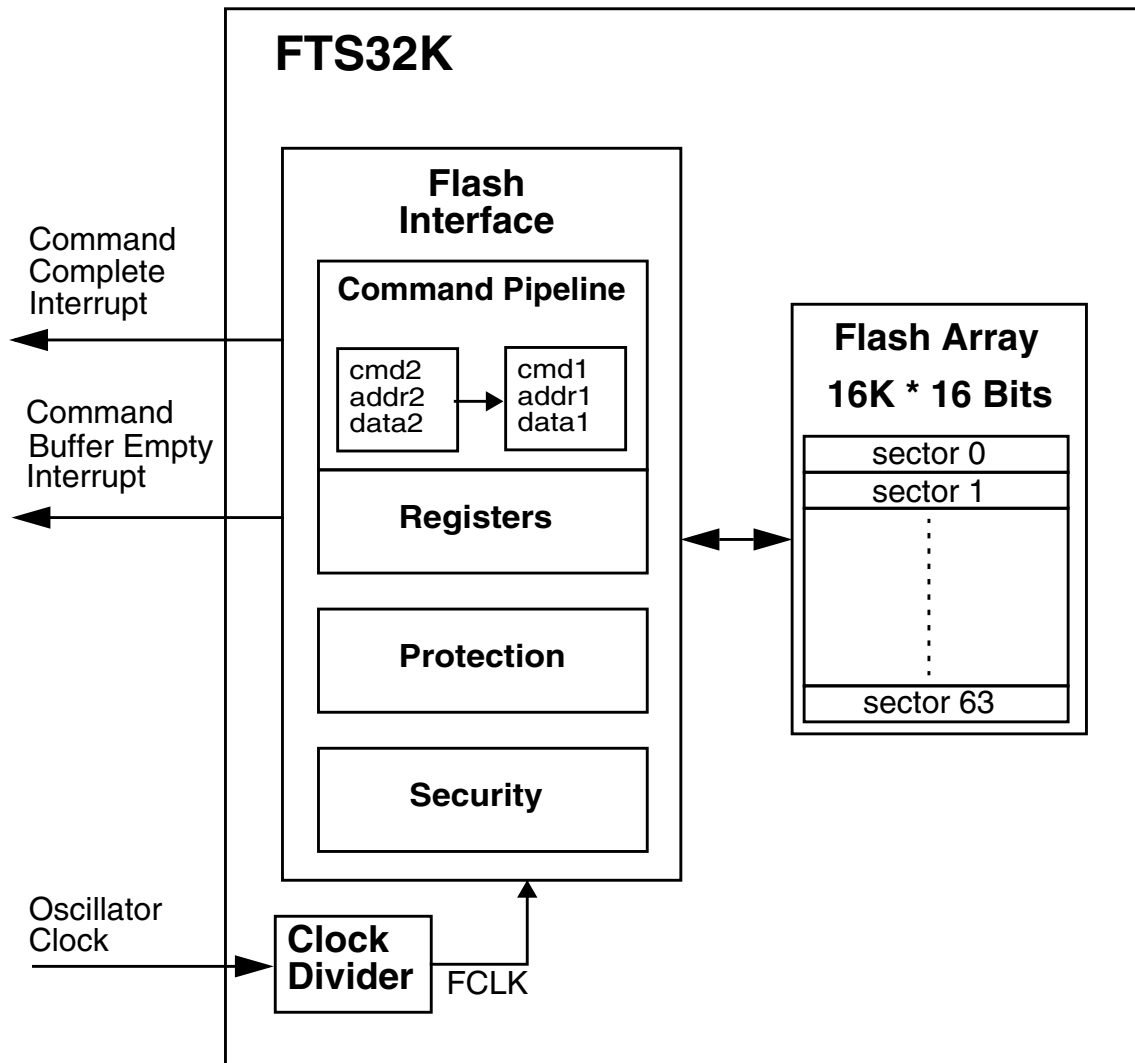 FTS32K
Flash
Interface
Command
Complete
Interrupt
Command Pipeline
cmd2
addr2
data2
cmd1
addr1
data1
Command
Buffer Empty
Interrupt
Registers
Protection
Security
Flash Array
16K * 16 Bits
sector 0
sector 1
sector 63
Oscillator
Clock
Clock
Divider
FCLK